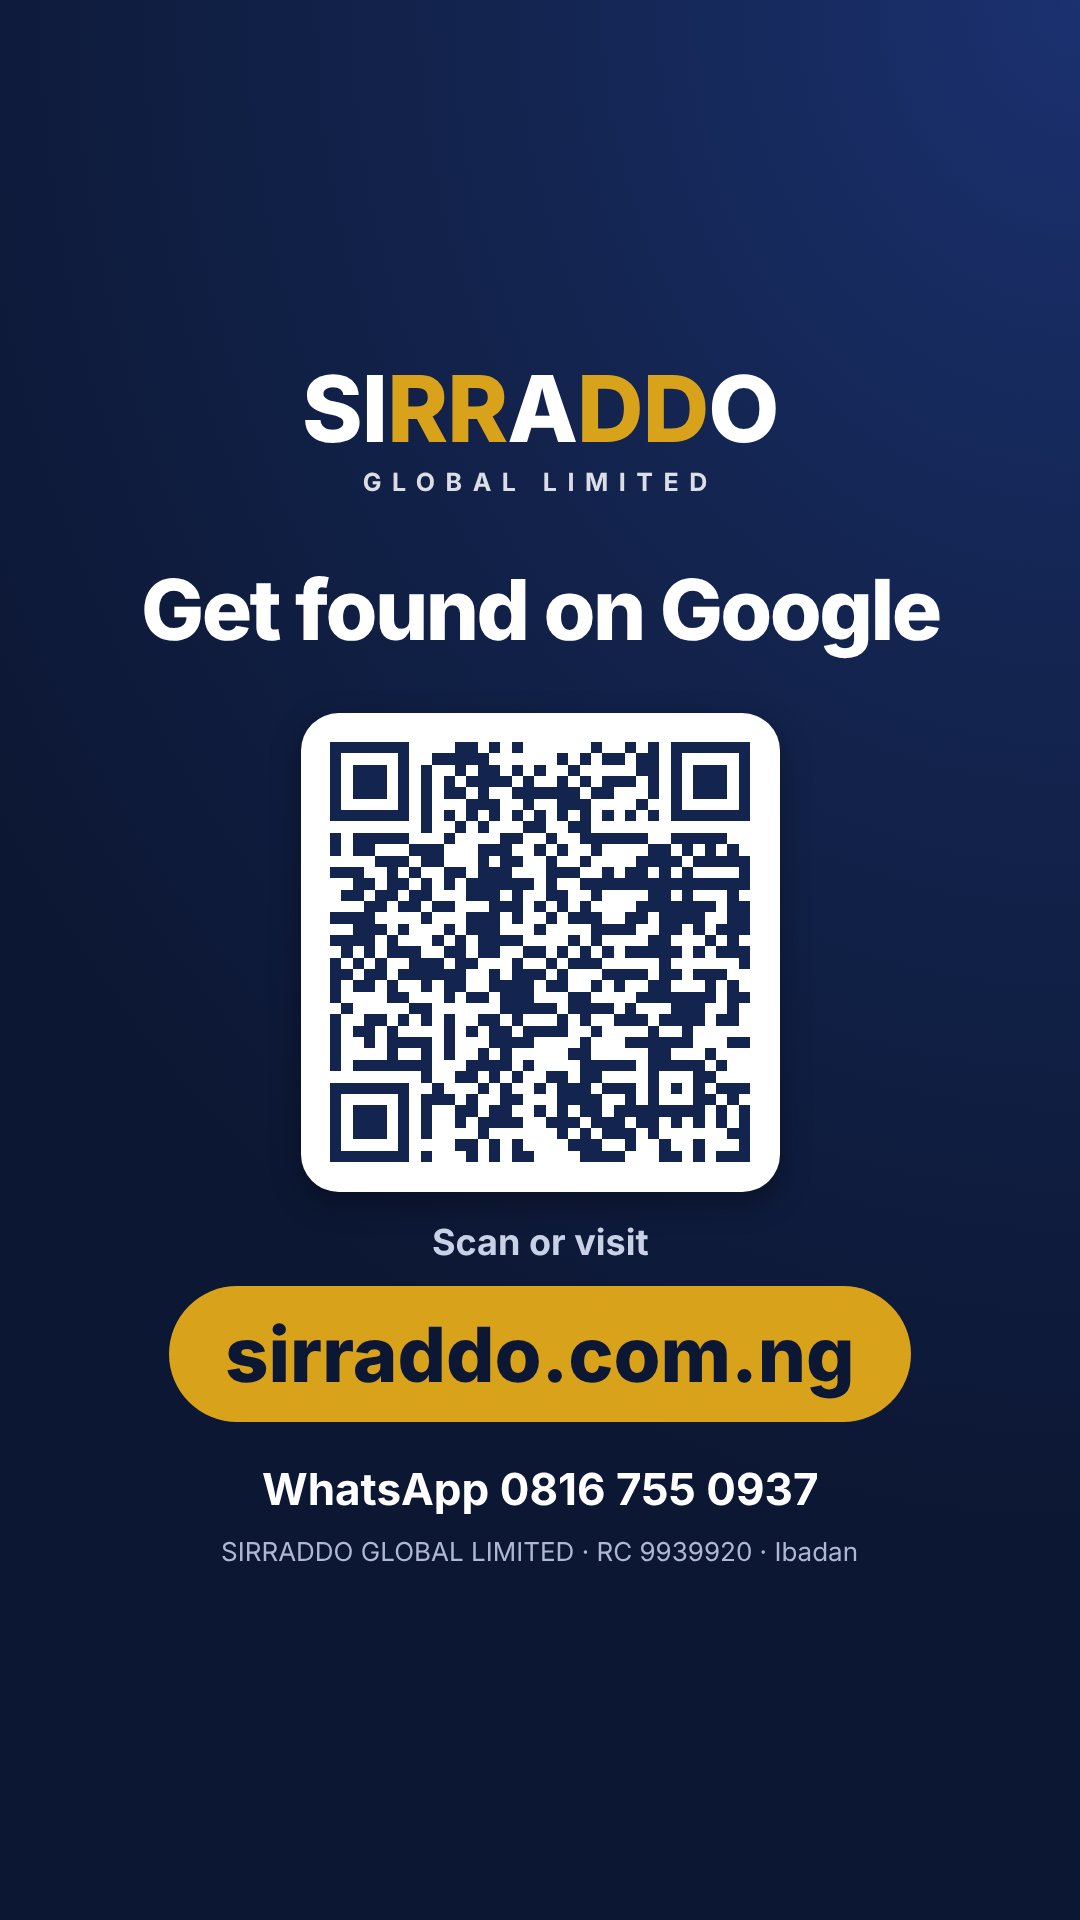 SIRRADDO
GLOBAL LIMITED
Get found on Google
Scan or visit
sirraddo.com.ng
WhatsApp 0816 755 0937
SIRRADDO GLOBAL LIMITED · RC 9939920 · Ibadan